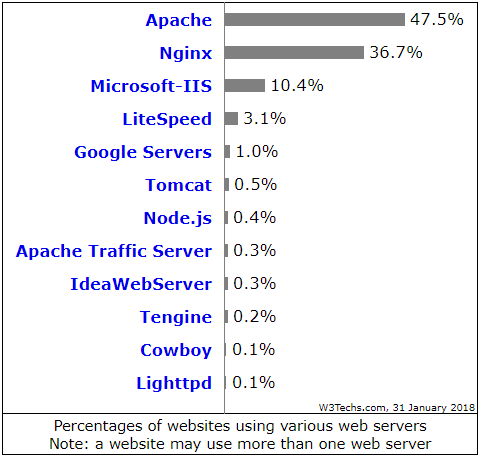 Apache 47.5%
Nginx 36.7%
Microsoft-IIS 10.4%
LiteSpeed 3.1%
Google Servers 1.0%
Tomcat 0.5%
Node.js 0.4%
Apache Traffic Server 0.3%
IdeaWebServer 0.3%
Tengine 0.2%
Cowboy 0.1%
Lighttpd 0.1%
W3Techs.com, 31 January 2018
Percentages of websites using various web servers
Note: a website may use more than one web server